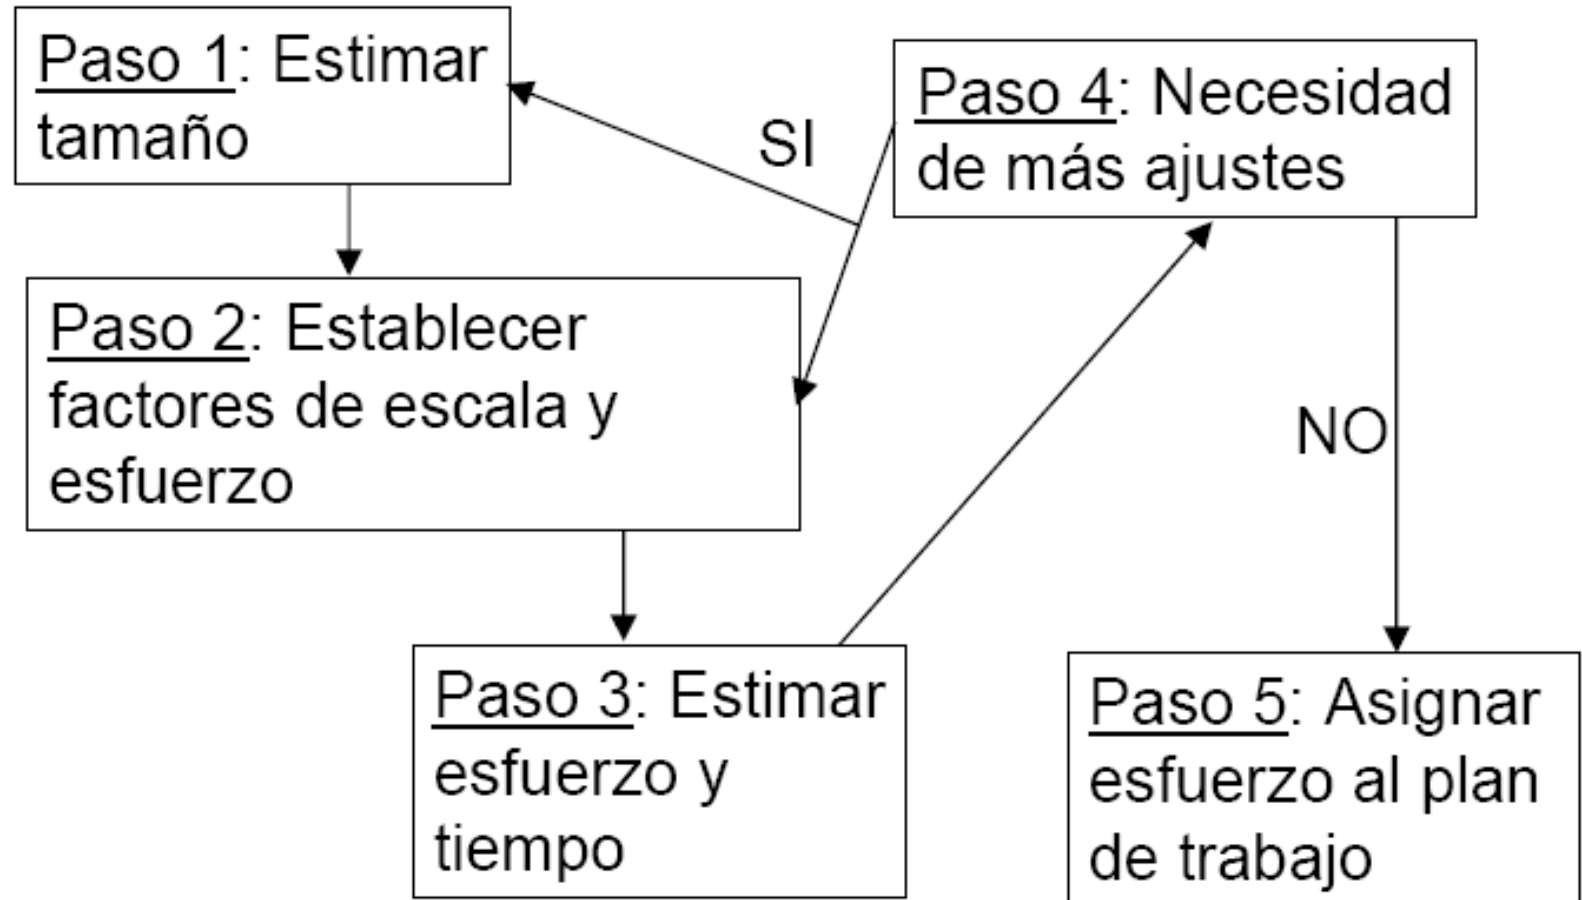 Paso 1: Estimar
tamaño
SI
Paso 4: Necesidad
de más ajustes
Paso 2: Establecer
factores de escala y
esfuerzo
NO
Paso 3: Estimar
esfuerzo y
tiempo
Paso 5: Asignar
esfuerzo al plan
de trabajo